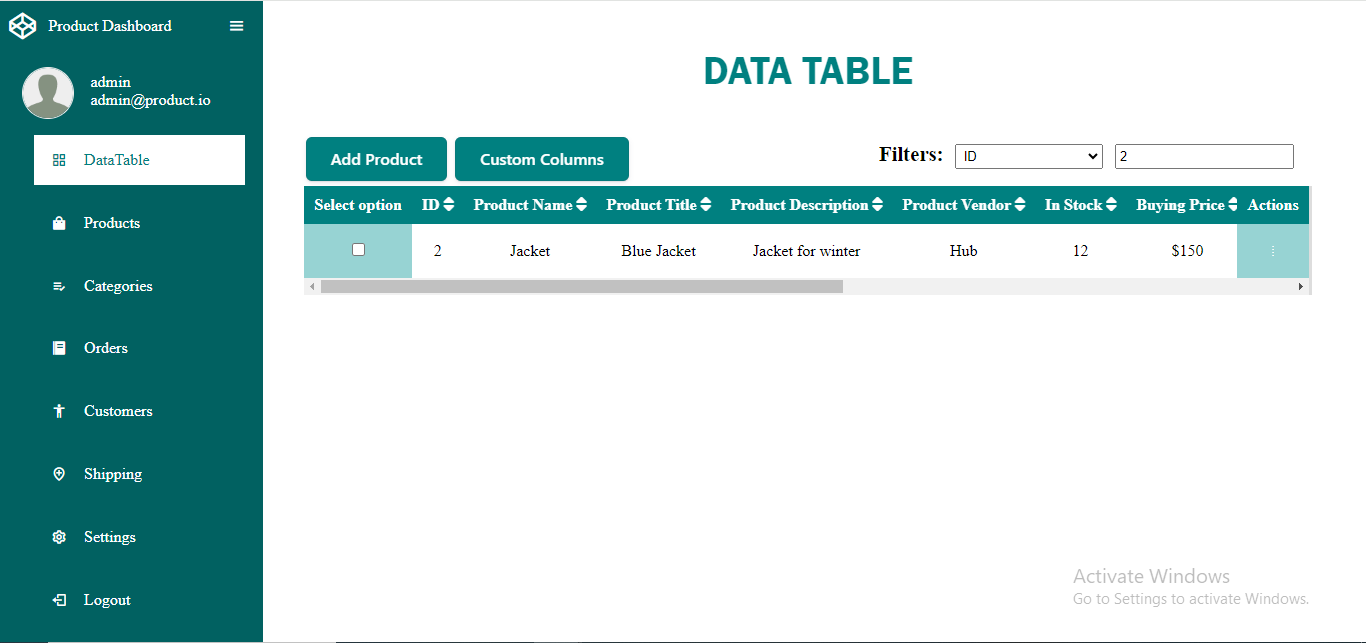 Product Dashboard
admin
admin@product.io
DataTable
Products
Categories
Orders
Customers
Shipping
Settings
Logout
DATA TABLE
Add Product Custom Columns Filters: ID 2
Select option ID Product Name Product Title Product Description Product Vendor In Stock Buying Price Actions
2 Jacket Blue Jacket Jacket for winter Hub 12 $150
Activate Windows
Go to Settings to activate Windows.